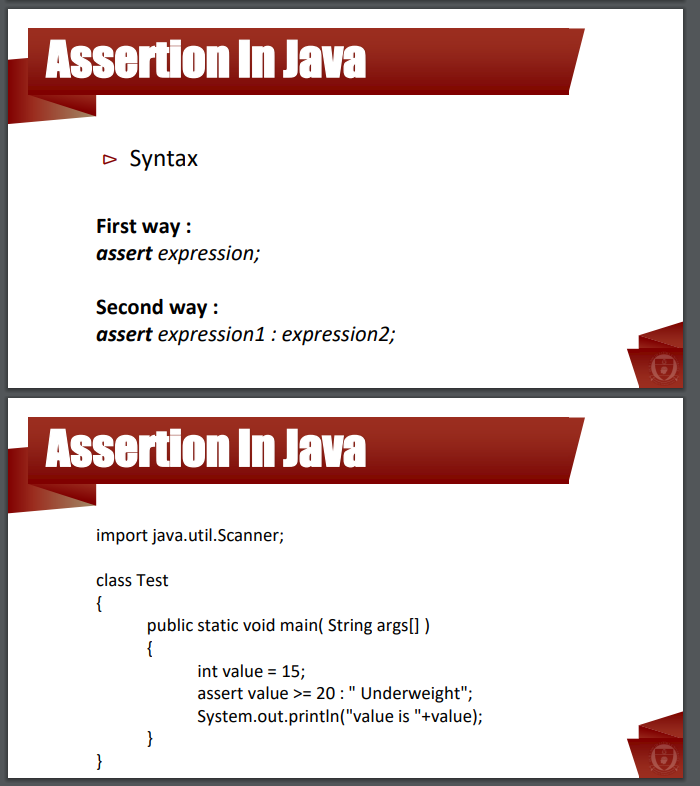 Assertion In Java
Syntax
First way :
assert expression;
Second way :
assert expression1 : expression2;
Assertion In Java
import java.util.Scanner;
class Test
{
public static void main( String args[] )
{
int value = 15;
assert value >= 20 : " Underweight";
System.out.println("value is "+value);
}
}